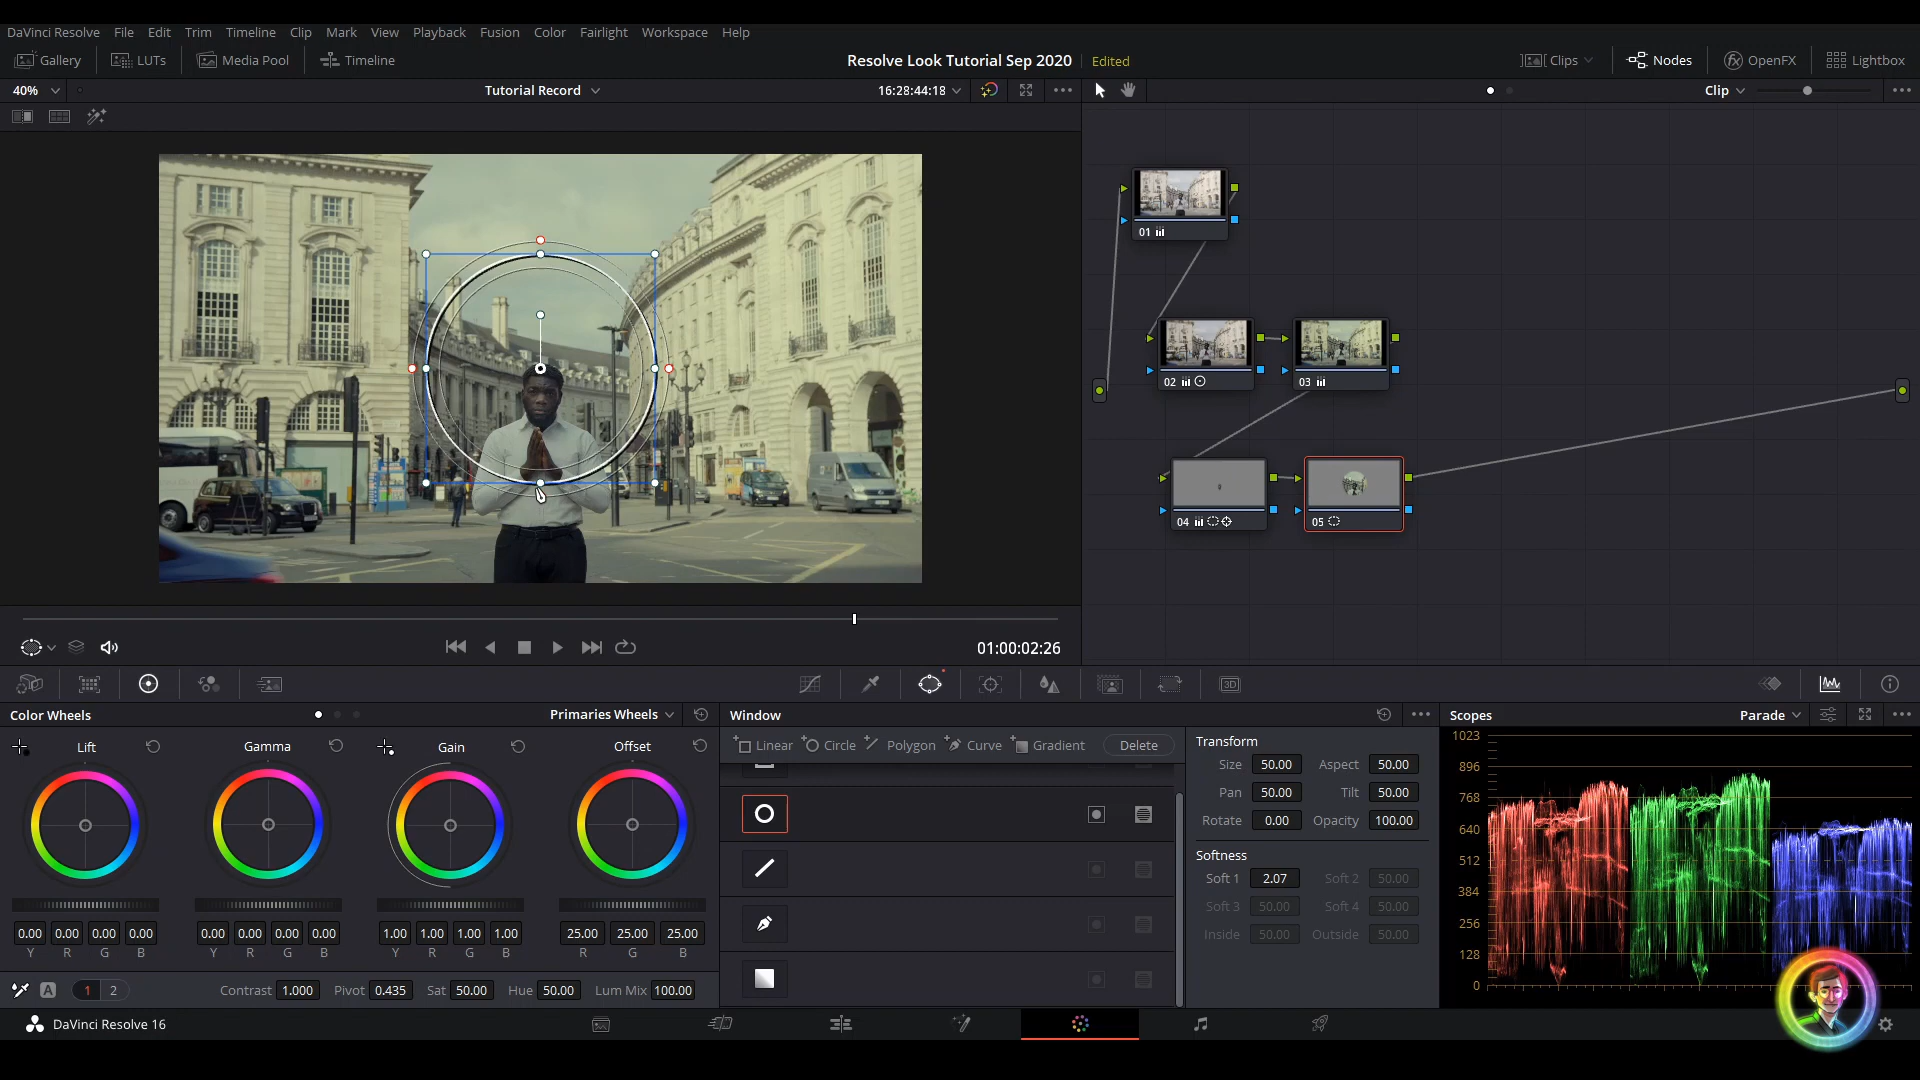 DaVinci Resolve File Edit Trim Timeline Clip Mark View Playback Fusion Color Fairlight Workspace Help
Gallery LUTs Media Pool Timeline Resolve Look Tutorial Sep 2020 Edited Clips Nodes OpenFX Lightbox
40% Tutorial Record 16:28:44:18 Clip
01
02 03
04 05
01:00:02:26
Color Wheels Primaries Wheels Window Scopes Parade
Lift Gamma Gain Offset
Linear Circle Polygon Curve Gradient Delete
Transform
Size 50.00 Aspect 50.00
Pan 50.00 Tilt 50.00
Rotate 0.00 Opacity 100.00
Softness
Soft 1 2.07 Soft 2 50.00
Soft 3 50.00 Soft 4 50.00
Inside 50.00 Outside 50.00
1023
896
768
640
512
384
256
128
0
0.00 0.00 0.00 0.00 0.00 0.00 0.00 0.00 1.00 1.00 1.00 1.00 25.00 25.00 25.00
Y R G B Y R G B Y R G B R G B
A 1 2 Contrast 1.000 Pivot 0.435 Sat 50.00 Hue 50.00 Lum Mix 100.00
3D
DaVinci Resolve 16